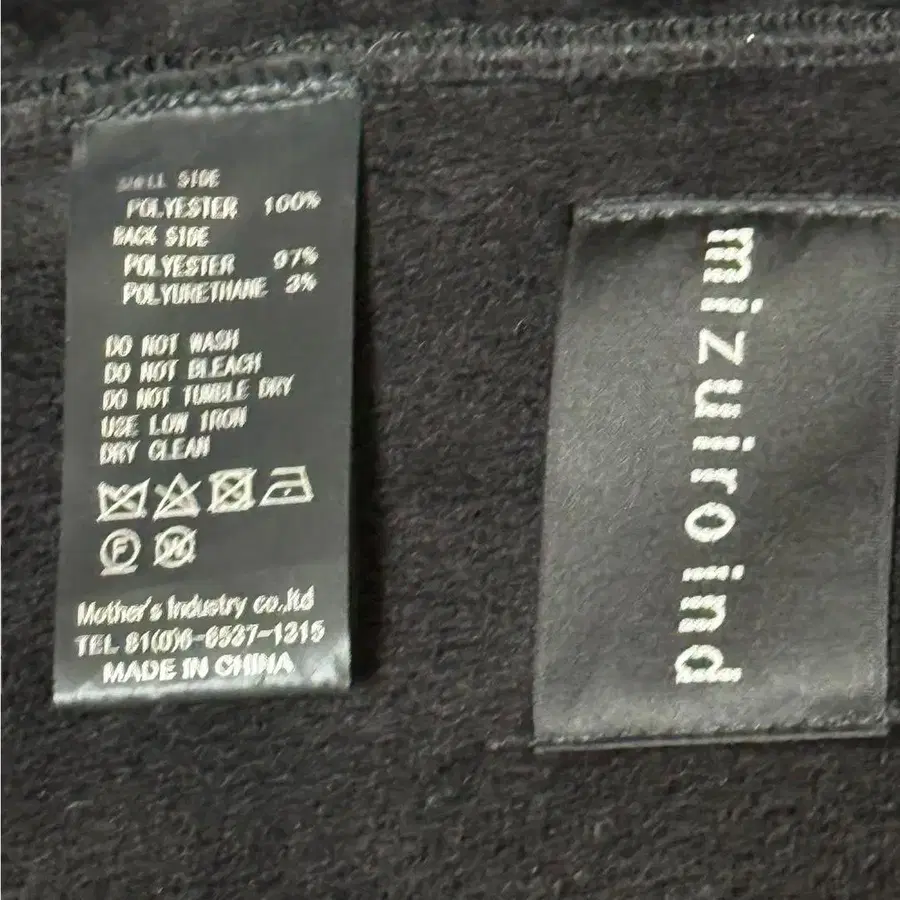 SHELL SIDE
POLYESTER 100%
BACK SIDE
POLYESTER 97%
POLYURETHANE 3%
DO NOT WASH
DO NOT BLEACH
DO NOT TUMBLE DRY
USE LOW IRON
DRY CLEAN
F W
Mother's Industry co.,ltd
TEL 81(0)6-6537-1315
MADE IN CHINA
mizuiro ind